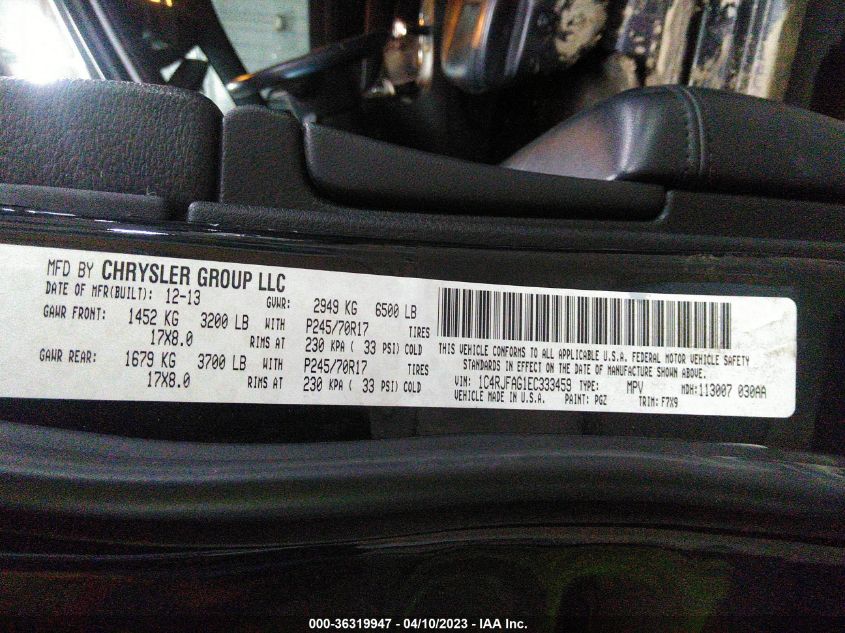 MFD BY CHRYSLER GROUP LLC
DATE OF MFR(BUILT): 12-13 GVWR: 2949 KG 6500 LB
GAWR FRONT: 1452 KG 3200 LB WITH P245/70R17 TIRES
17X8.0 RIMS AT 230 KPA ( 33 PSI) COLD
GAWR REAR: 1679 KG 3700 LB WITH P245/70R17 TIRES
17X8.0 RIMS AT 230 KPA ( 33 PSI) COLD
THIS VEHICLE CONFORMS TO ALL APPLICABLE U.S.A. FEDERAL MOTOR VEHICLE SAFETY
STANDARDS IN EFFECT ON THE DATE OF MANUFACTURE SHOWN ABOVE.
VIN: 1C4RJFAG1EC333459 TYPE: MPV MDH:113007 030AA
VEHICLE MADE IN U.S.A. PAINT: PGZ TRIM: F7X9
000-36319947 - 04/10/2023 - IAA Inc.